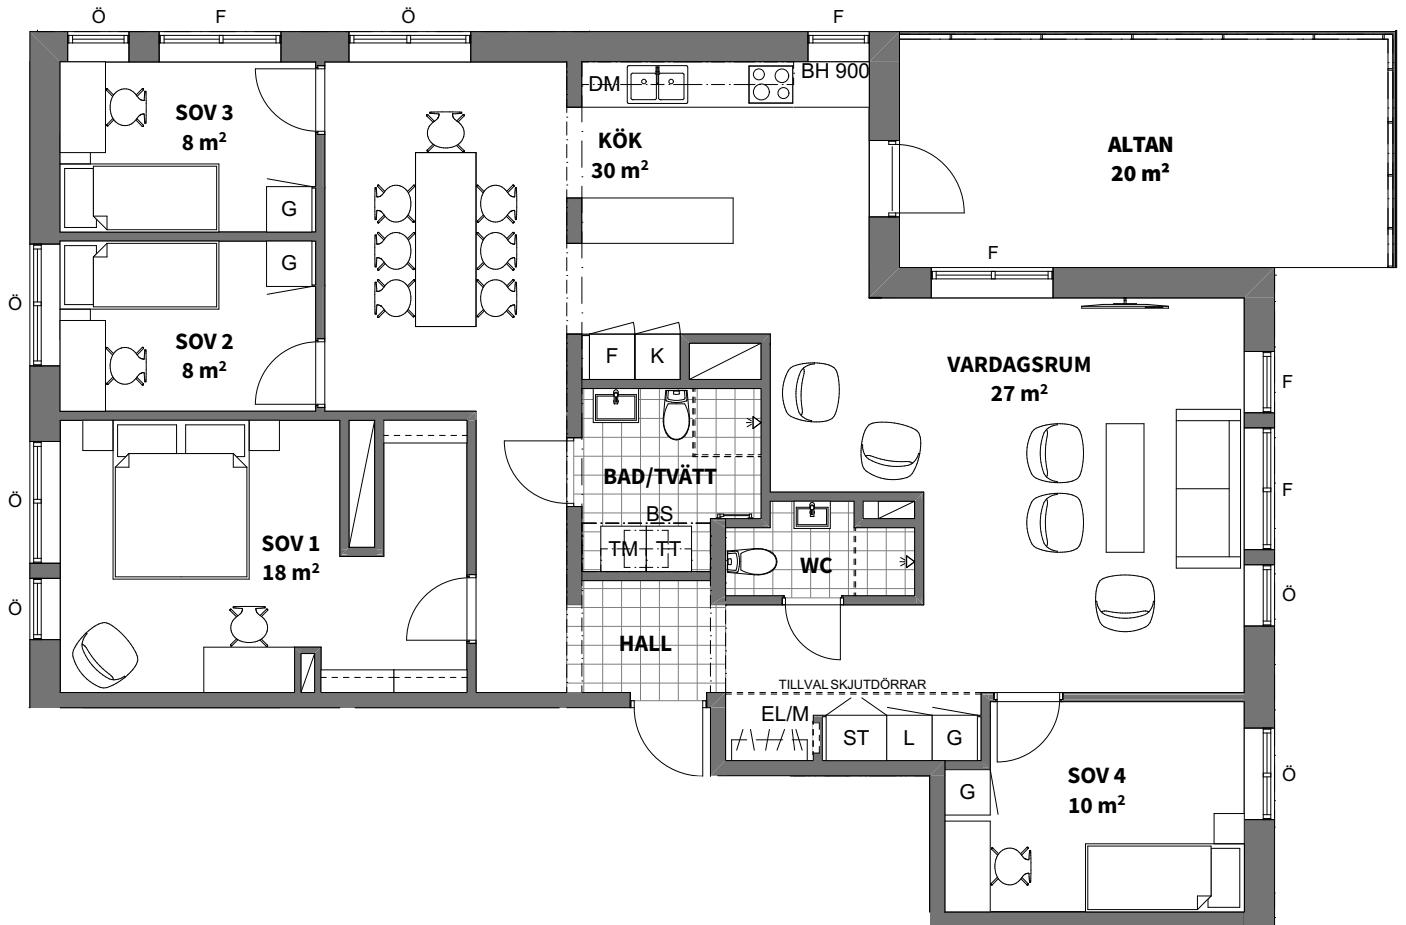 Ö
F
Ö
F
SOV 3
8 m²
G
DM
BH 900
KÖK
30 m²
ALTAN
20 m²
F
Ö
G
SOV 2
8 m²
F
K
VARDAGSRUM
27 m²
F
F
Ö
BAD/TVÄTT
BS
TM
TT
Ö
SOV 1
18 m²
WC
Ö
Ö
HALL
TILLVAL SKJUTDÖRRAR
EL/M
ST
L
G
G
SOV 4
10 m²
Ö